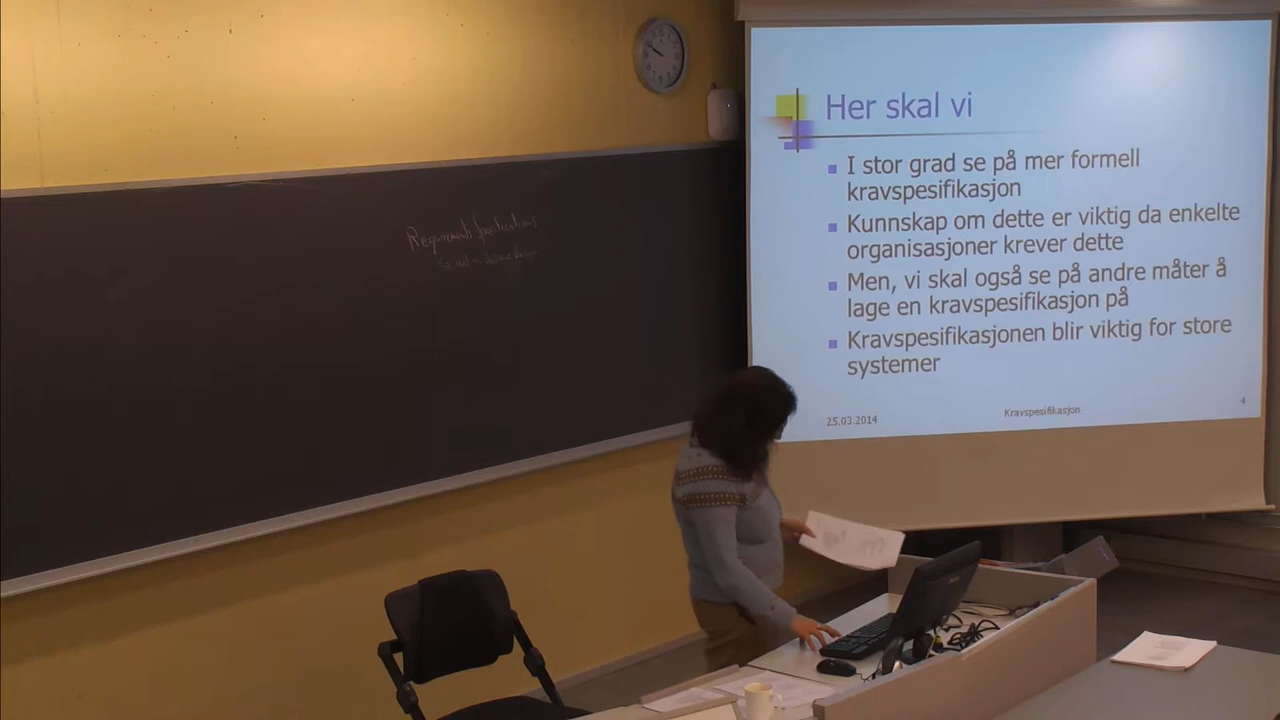 Her skal vi
I stor grad se på mer formell
kravspesifikasjon
Kunnskap om dette er viktig da enkelte
organisasjoner krever dette
Men, vi skal også se på andre måter å
lage en kravspesifikasjon på
Kravspesifikasjonen blir viktig for store
systemer
25.03.2014
Kravspesifikasjon
4
Requirements Specifications